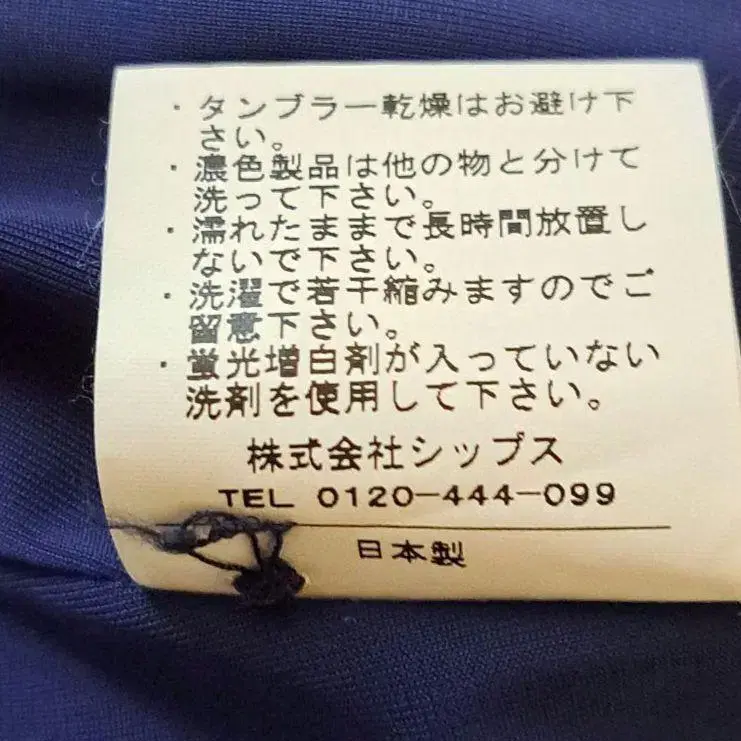 ・タンブラー乾燥はお避け下
さい。
・濃色製品は他の物と分けて
洗って下さい。
・濡れたままで長時間放置し
ないで下さい。
・洗濯で若干縮みますのでご
留意下さい。
・蛍光増白剤が入っていない
洗剤を使用して下さい。
株式会社シップス
TEL 0120-444-099
日本製